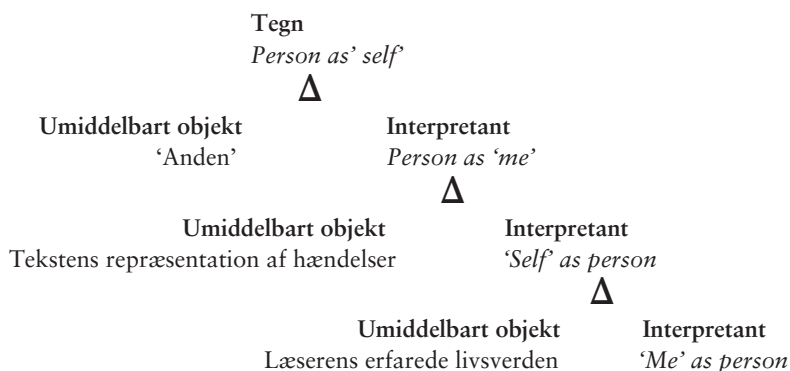 Tegn
Person as’ self’
Δ
Umiddelbart objekt Interpretant
‘Anden’ Person as ‘me’
Δ
Umiddelbart objekt Interpretant
Tekstens repræsentation af hændelser ‘Self’ as person
Δ
Umiddelbart objekt Interpretant
Læserens erfarede livsverden ‘Me’ as person